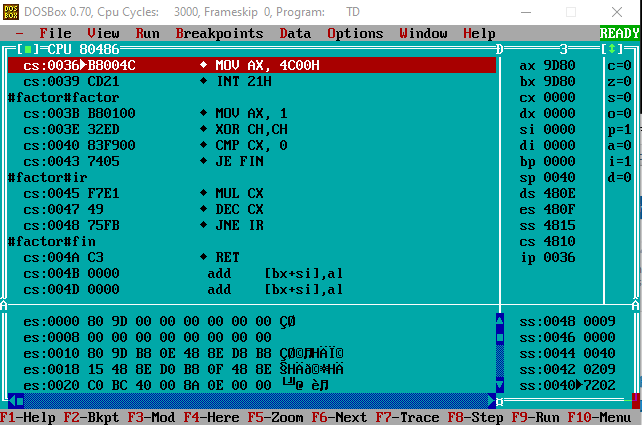 DOSBox 0.70, Cpu Cycles: 3000, Frameskip 0, Program: TD
- File View Run Breakpoints Data Options Window Help READY
[■]=CPU 80486 D 3 [↕]
cs:0036►B8004C ◆ MOV AX, 4C00H ax 9D80 c=0
cs:0039 CD21 ◆ INT 21H bx 9D80 z=0
#factor#factor cx 0000 s=0
cs:003B B80100 ◆ MOV AX, 1 dx 0000 o=0
cs:003E 32ED ◆ XOR CH,CH si 0000 p=1
cs:0040 83F900 ◆ CMP CX, 0 di 0000 a=0
cs:0043 7405 ◆ JE FIN bp 0000 i=1
#factor#ir sp 0040 d=0
cs:0045 F7E1 ◆ MUL CX ds 480E
cs:0047 49 ◆ DEC CX es 480F
cs:0048 75FB ◆ JNE IR ss 4815
#factor#fin cs 4810
cs:004A C3 ◆ RET ip 0036
cs:004B 0000 add [bx+si],al
cs:004D 0000 add [bx+si],al
es:0000 80 9D 00 00 00 00 00 00 ÇØ ss:0048 0009
es:0008 00 00 00 00 00 00 00 00 ss:0046 0000
es:0010 80 9D B8 0E 48 8E D8 B8 ss:0044 0040
es:0018 15 48 8E D0 B8 0F 48 8E ss:0042 0209
es:0020 C0 BC 40 00 8A 0E 00 00 ss:0040►7202
F1-Help F2-Bkpt F3-Mod F4-Here F5-Zoom F6-Next F7-Trace F8-Step F9-Run F10-Menu